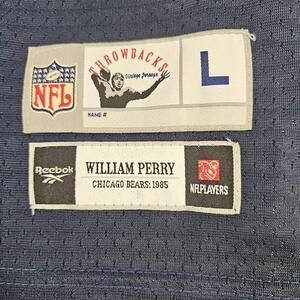 NFL
THROWBACKS
Vintage Jerseys
L
NAME #
Reebok
WILLIAM PERRY
CHICAGO BEARS: 1985
NFLPLAYERS